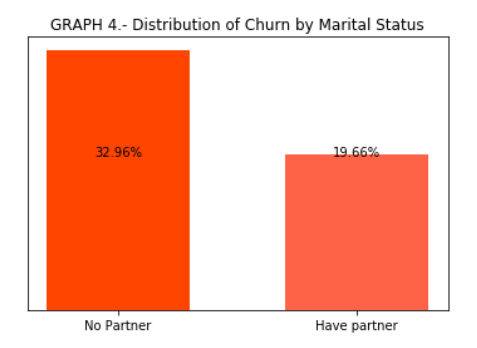 GRAPH 4.- Distribution of Churn by Marital Status
32.96%
19.66%
No Partner
Have partner